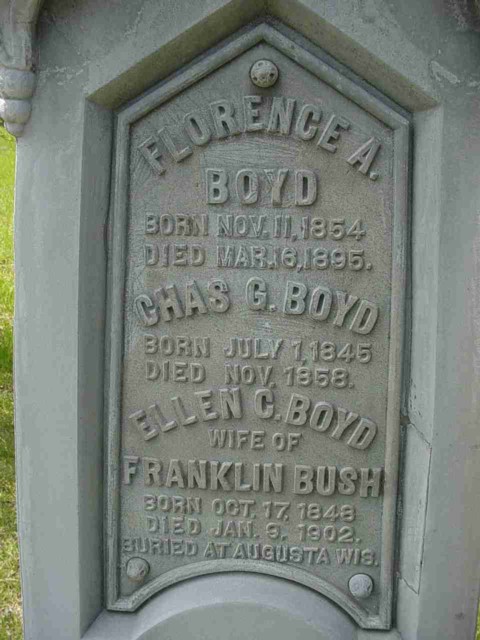 FLORENCE A.
BOYD
BORN NOV. 11, 1854
DIED MAR. 6, 1895.
CHAS G. BOYD
BORN JULY 1, 1845
DIED NOV. 1858.
ELLEN C. BOYD
WIFE OF
FRANKLIN BUSH
BORN OCT. 17, 1848
DIED JAN. 9, 1902.
BURIED AT AUGUSTA WIS.